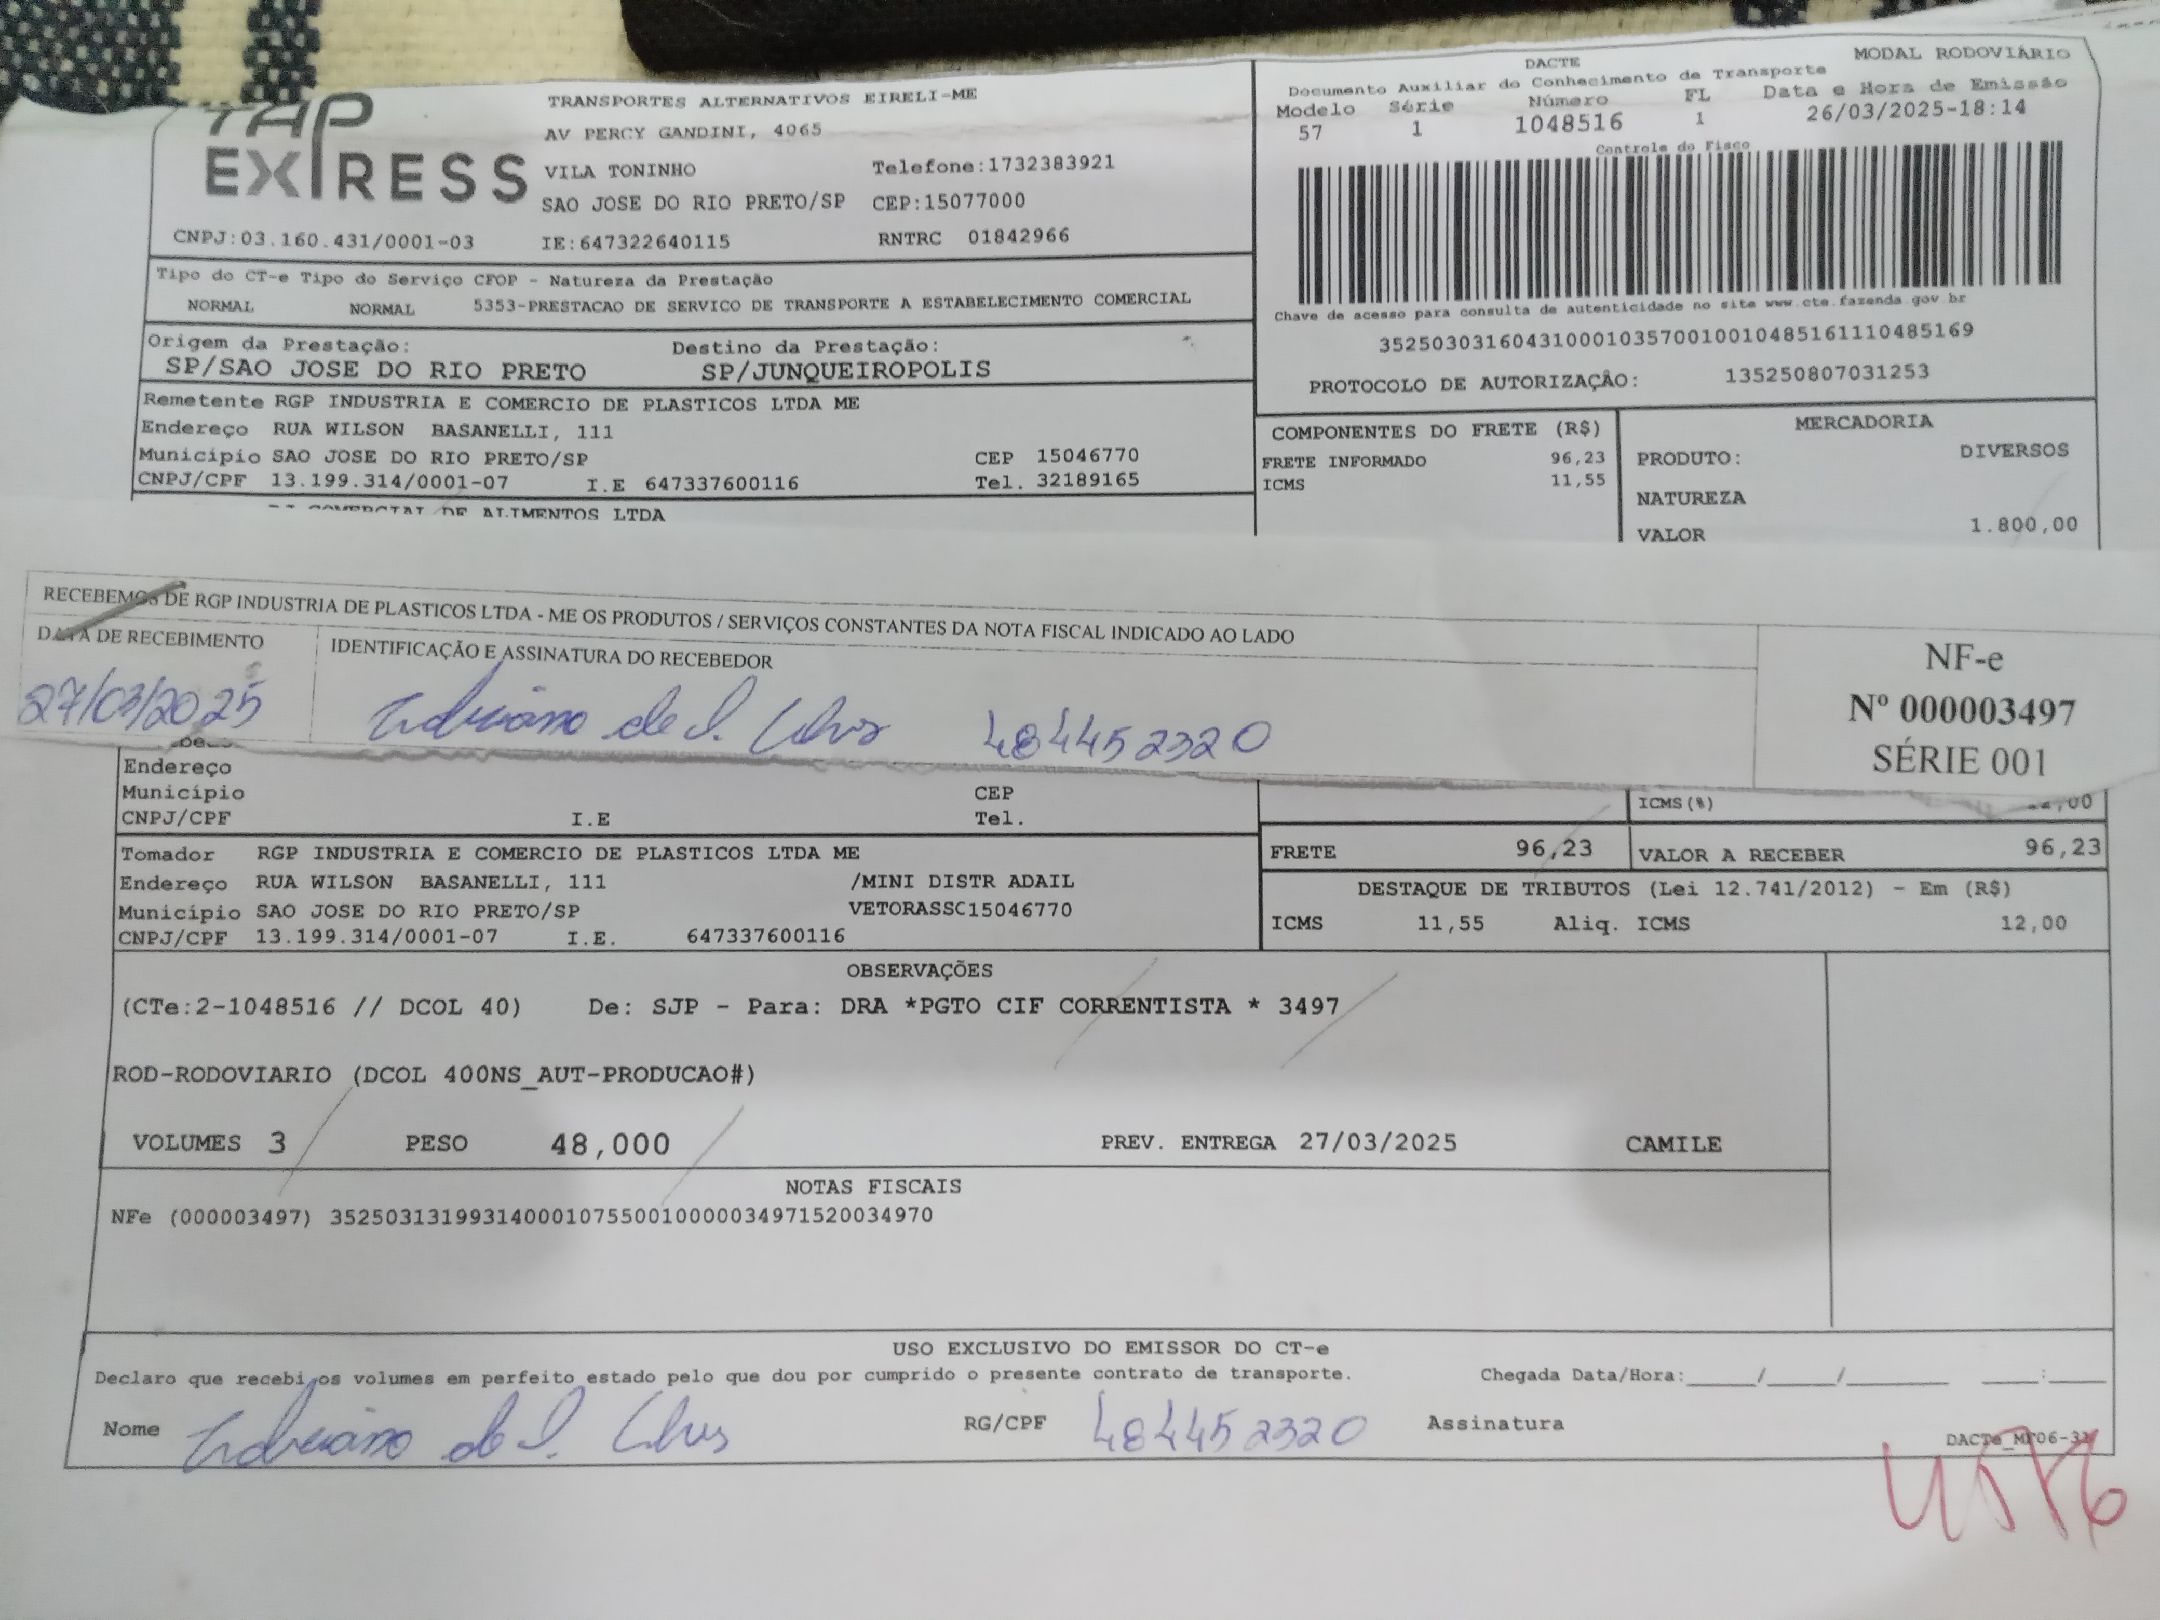 TAP
EXPRESS
TRANSPORTES ALTERNATIVOS EIRELI-ME
AV PERCY GANDINI, 4065
VILA TONINHO Telefone:1732383921
SAO JOSE DO RIO PRETO/SP CEP:15077000
CNPJ:03.160.431/0001-03 IE:647322640115 RNTRC 01842966
DACTE MODAL RODOVIÁRIO
Documento Auxiliar do Conhecimento de Transporte
Modelo Série Número FL Data e Hora de Emissão
57 1 1048516 1 26/03/2025-18:14
Controle do Fisco
Chave de acesso para consulta de autenticidade no site www.cte.fazenda.gov.br
35250303160431000103570010010485161110485169
PROTOCOLO DE AUTORIZAÇÃO: 135250807031253
Tipo do CT-e Tipo do Serviço CFOP - Natureza da Prestação
NORMAL NORMAL 5353-PRESTACAO DE SERVICO DE TRANSPORTE A ESTABELECIMENTO COMERCIAL
Origem da Prestação: Destino da Prestação:
SP/SAO JOSE DO RIO PRETO SP/JUNQUEIROPOLIS
Remetente RGP INDUSTRIA E COMERCIO DE PLASTICOS LTDA ME
Endereço RUA WILSON BASANELLI, 111
Município SAO JOSE DO RIO PRETO/SP CEP 15046770
CNPJ/CPF 13.199.314/0001-07 I.E 647337600116 Tel. 32189165
COMERCIAL DE ALIMENTOS LTDA
COMPONENTES DO FRETE (R$)
FRETE INFORMADO 96,23
ICMS 11,55
MERCADORIA
PRODUTO: DIVERSOS
NATUREZA
VALOR 1.800,00
RECEBEMOS DE RGP INDUSTRIA DE PLASTICOS LTDA - ME OS PRODUTOS / SERVIÇOS CONSTANTES DA NOTA FISCAL INDICADO AO LADO
DATA DE RECEBIMENTO IDENTIFICAÇÃO E ASSINATURA DO RECEBEDOR
27/03/2025 Adriano de S. 484452320
NF-e
Nº 000003497
SÉRIE 001
Endereço
Município CEP
CNPJ/CPF I.E Tel.
ICMS(%)
Tomador RGP INDUSTRIA E COMERCIO DE PLASTICOS LTDA ME
Endereço RUA WILSON BASANELLI, 111 /MINI DISTR ADAIL
Município SAO JOSE DO RIO PRETO/SP VETORASSC15046770
CNPJ/CPF 13.199.314/0001-07 I.E. 647337600116
FRETE 96,23 VALOR A RECEBER 96,23
DESTAQUE DE TRIBUTOS (Lei 12.741/2012) - Em (R$)
ICMS 11,55 Aliq. ICMS 12,00
OBSERVAÇÕES
(CTe:2-1048516 // DCOL 40) De: SJP - Para: DRA *PGTO CIF CORRENTISTA * 3497
ROD-RODOVIARIO (DCOL 400NS_AUT-PRODUCAO#)
VOLUMES 3 PESO 48,000 PREV. ENTREGA 27/03/2025 CAMILE
NOTAS FISCAIS
NFe (000003497) 35250313199314000107550010000034971520034970
USO EXCLUSIVO DO EMISSOR DO CT-e
Declaro que recebi os volumes em perfeito estado pelo que dou por cumprido o presente contrato de transporte. Chegada Data/Hora:_____/_____/_______ ____:____
Nome Adriano de S. RG/CPF 484452320 Assinatura